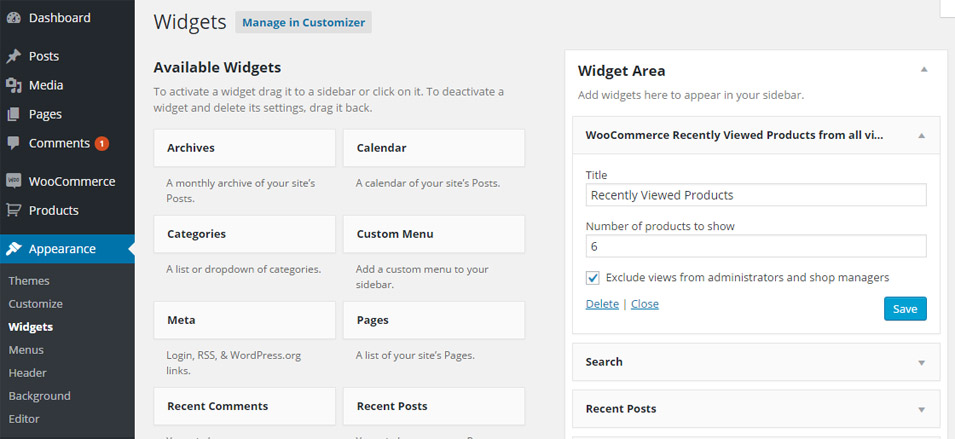 Dashboard
Posts
Media
Pages
Comments 1
WooCommerce
Products
Appearance
Themes
Customize
Widgets
Menus
Header
Background
Editor
Widgets Manage in Customizer
Available Widgets
To activate a widget drag it to a sidebar or click on it. To deactivate a
widget and delete its settings, drag it back.
Archives
A monthly archive of your site's
Posts.
Calendar
A calendar of your site's Posts.
Categories
A list or dropdown of categories.
Custom Menu
Add a custom menu to your
sidebar.
Meta
Login, RSS, & WordPress.org
links.
Pages
A list of your site's Pages.
Recent Comments
Recent Posts
Widget Area
Add widgets here to appear in your sidebar.
WooCommerce Recently Viewed Products from all vi...
Title
Recently Viewed Products
Number of products to show
6
Exclude views from administrators and shop managers
Delete | Close
Save
Search
Recent Posts